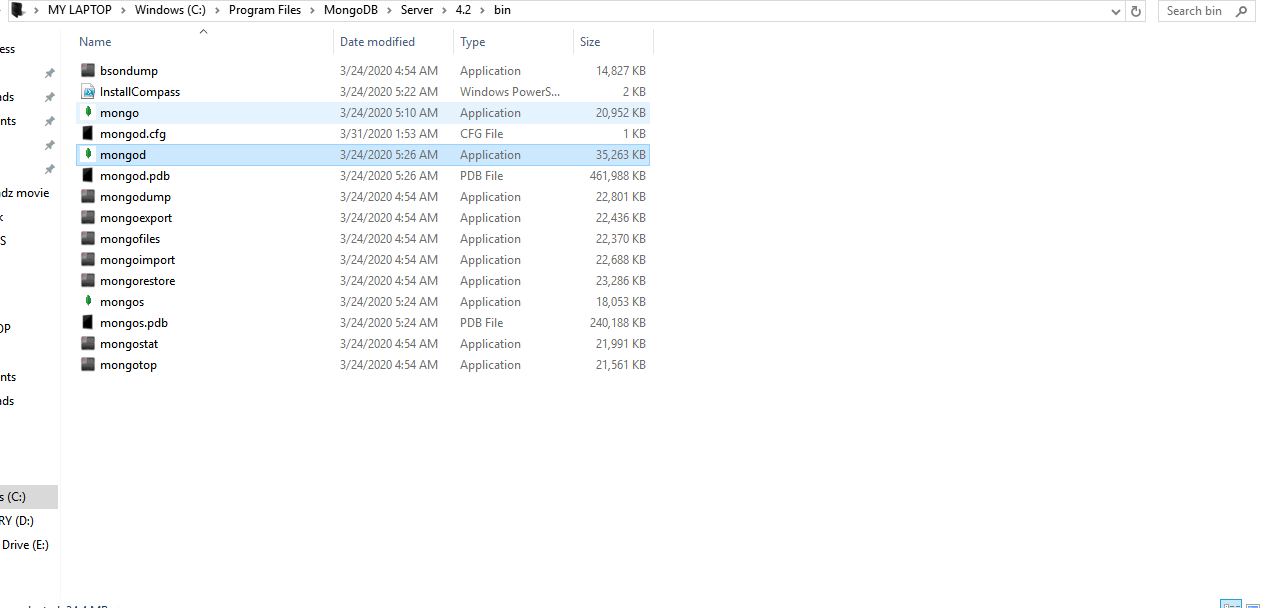 MY LAPTOP > Windows (C:) > Program Files > MongoDB > Server > 4.2 > bin Search bin
Name Date modified Type Size
ess
bsondump 3/24/2020 4:54 AM Application 14,827 KB
InstallCompass 3/24/2020 5:22 AM Windows PowerS... 2 KB
nds
mongo 3/24/2020 5:10 AM Application 20,952 KB
nts
mongod.cfg 3/31/2020 1:53 AM CFG File 1 KB
mongod 3/24/2020 5:26 AM Application 35,263 KB
mongod.pdb 3/24/2020 5:26 AM PDB File 461,988 KB
dz movie
mongodump 3/24/2020 4:54 AM Application 22,801 KB
mongoexport 3/24/2020 4:54 AM Application 22,436 KB
S
mongofiles 3/24/2020 4:54 AM Application 22,370 KB
mongoimport 3/24/2020 4:54 AM Application 22,688 KB
mongorestore 3/24/2020 4:54 AM Application 23,286 KB
mongos 3/24/2020 5:24 AM Application 18,053 KB
mongos.pdb 3/24/2020 5:24 AM PDB File 240,188 KB
OP
mongostat 3/24/2020 4:54 AM Application 21,991 KB
mongotop 3/24/2020 4:54 AM Application 21,561 KB
nts
ds
s (C:)
RY (D:)
Drive (E:)